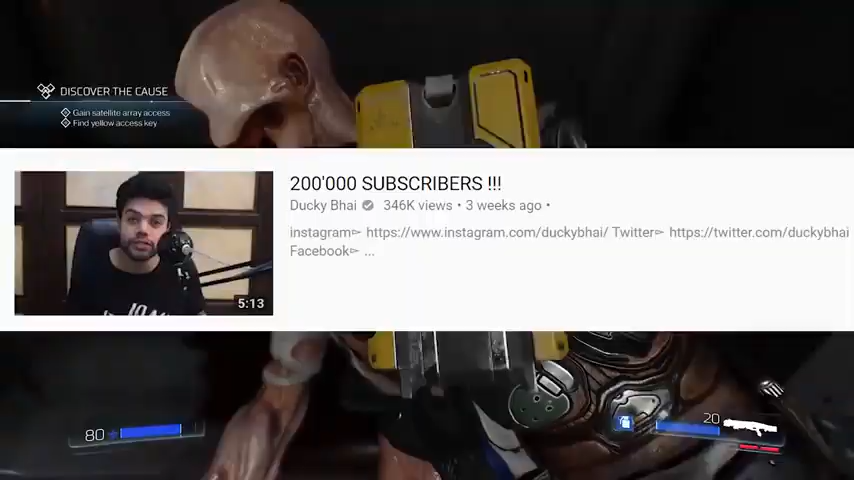 DISCOVER THE CAUSE
Gain satellite array access
Find yellow access key
200'000 SUBSCRIBERS !!!
Ducky Bhai 346K views • 3 weeks ago •
instagram➳ https://www.instagram.com/duckybhai/ Twitter➳ https://twitter.com/duckybhai
Facebook➳ ...
5:13
80
20